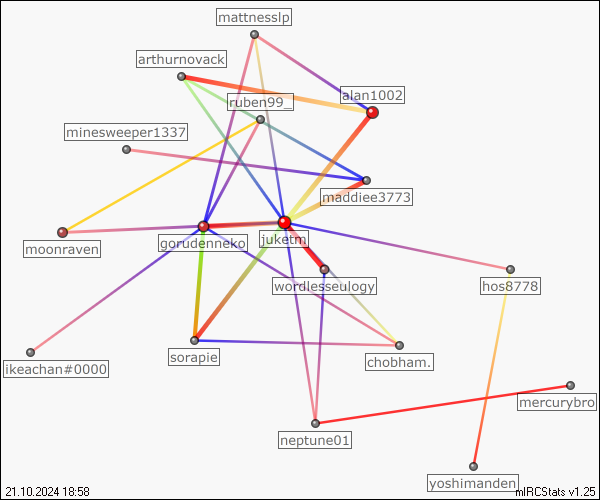 mattnesslp
arthurnovack
alan1002
ruben99_
minesweeper1337
maddiee3773
moonraven
gorudenneko
juketm
wordlesseulogy
hos8778
sorapie
chobham.
ikeachan#0000
mercurybro
neptune01
yoshimanden
21.10.2024 18:58
mIRCStats v1.25